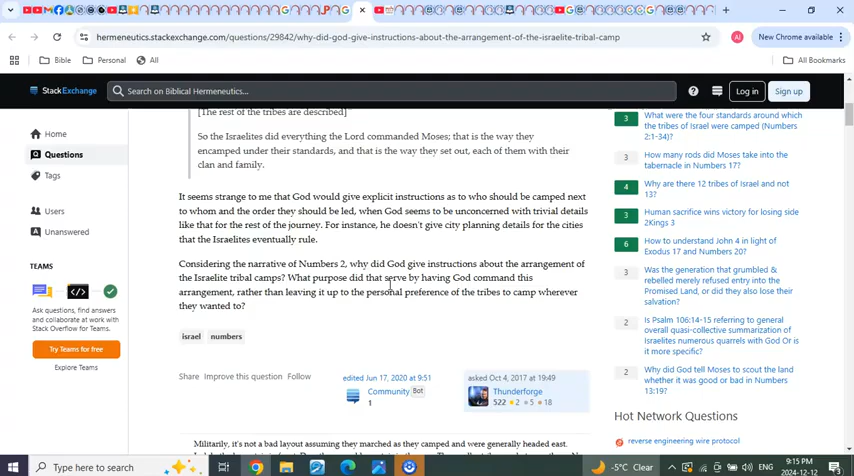 hermeneutics.stackexchange.com/questions/29842/why-did-god-give-instructions-about-the-arrangement-of-the-israelite-tribal-camp
New Chrome available
Bible
Personal
All
All Bookmarks
StackExchange
Search on Biblical Hermeneutics...
Log in
Sign up
Home
Questions
Tags
Users
Unanswered
TEAMS
Ask questions, find answers
and collaborate at work with
Stack Overflow for Teams.
Try Teams for free
Explore Teams
[The rest of the tribes are described]
So the Israelites did everything the Lord commanded Moses; that is the way they
encamped under their standards, and that is the way they set out, each of them with their
clan and family.
It seems strange to me that God would give explicit instructions as to who should be camped next
to whom and the order they should be led, when God seems to be unconcerned with trivial details
like that for the rest of the journey. For instance, he doesn't give city planning details for the cities
that the Israelites eventually rule.
Considering the narrative of Numbers 2, why did God give instructions about the arrangement of
the Israelite tribal camps? What purpose did that serve by having God command this
arrangement, rather than leaving it up to the personal preference of the tribes to camp wherever
they wanted to?
israel
numbers
Share Improve this question Follow
edited Jun 17, 2020 at 9:51
Community Bot
1
asked Oct 4, 2017 at 19:49
Thunderforge
522 2 5 18
Militarily, it's not a bad layout assuming they marched as they camped and were generally headed east.
3 What were the four standards around which
the tribes of Israel were camped (Numbers
2:1-34)?
3 How many rods did Moses take into the
tabernacle in Numbers 17?
4 Why are there 12 tribes of Israel and not
13?
3 Human sacrifice wins victory for losing side
2Kings 3
6 How to understand John 4 in light of
Exodus 17 and Numbers 20?
3 Was the generation that grumbled &
rebelled merely refused entry into the
Promised Land, or did they also lose their
salvation?
2 Is Psalm 106:14-15 referring to general
overall quasi-collective summarization of
Israelites numerous quarrels with God Or is
it more specific?
2 Why did God tell Moses to scout the land
whether it was good or bad in Numbers
13:19?
Hot Network Questions
reverse engineering wire protocol
Type here to search
-5°C Clear
9:15 PM
2024-12-12